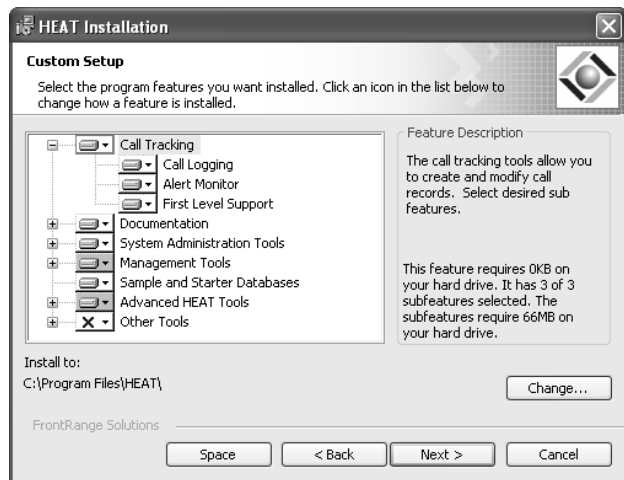 HEAT Installation
Custom Setup
Select the program features you want installed. Click an icon in the list below to
change how a feature is installed.
Call Tracking
Call Logging
Alert Monitor
First Level Support
Documentation
System Administration Tools
Management Tools
Sample and Starter Databases
Advanced HEAT Tools
Other Tools
Feature Description
The call tracking tools allow you
to create and modify call
records. Select desired sub
features.
This feature requires 0KB on
your hard drive. It has 3 of 3
subfeatures selected. The
subfeatures require 66MB on
your hard drive.
Install to:
C:\Program Files\HEAT\
Change...
FrontRange Solutions
Space
< Back
Next >
Cancel